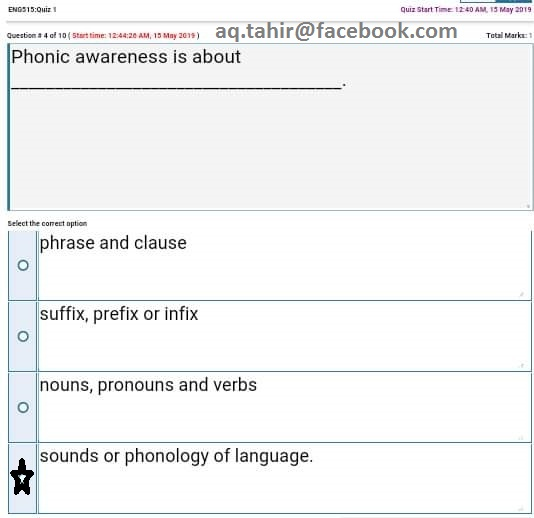 ENG515:Quiz 1
Quiz Start Time: 12:40 AM, 15 May 2019
Question # 4 of 10 ( Start time: 12:44:26 AM, 15 May 2019 )
aq.tahir@facebook.com
Total Marks: 1
Phonic awareness is about
______________________________________.
Select the correct option
phrase and clause
suffix, prefix or infix
nouns, pronouns and verbs
sounds or phonology of language.